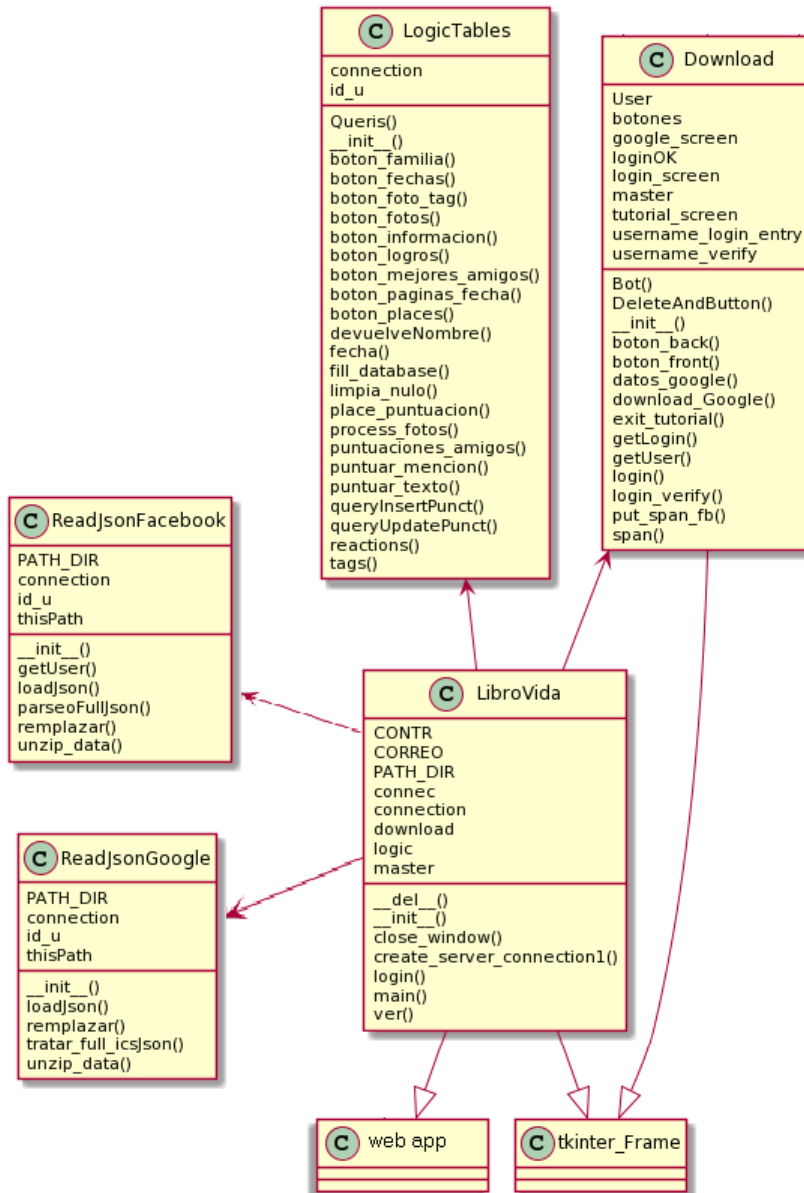 C LogicTables
connection
id_u
Queris()
__init__()
boton_familia()
boton_fechas()
boton_foto_tag()
boton_fotos()
boton_informacion()
boton_logros()
boton_mejores_amigos()
boton_paginas_fecha()
boton_places()
devuelveNombre()
fecha()
fill_database()
limpia_nulo()
place_puntuacion()
process_fotos()
puntuaciones_amigos()
puntuar_mencion()
puntuar_texto()
queryInsertPunct()
queryUpdatePunct()
reactions()
tags()
C Download
User
botones
google_screen
loginOK
login_screen
master
tutorial_screen
username_login_entry
username_verify
Bot()
DeleteAndButton()
__init__()
boton_back()
boton_front()
datos_google()
download_Google()
exit_tutorial()
getLogin()
getUser()
login()
login_verify()
put_span_fb()
span()
C ReadJsonFacebook
PATH_DIR
connection
id_u
thisPath
__init__()
getUser()
loadJson()
parseoFullJson()
remplazar()
unzip_data()
C LibroVida
CONTR
CORREO
PATH_DIR
connec
connection
download
logic
master
__del__()
__init__()
close_window()
create_server_connection1()
login()
main()
ver()
C ReadJsonGoogle
PATH_DIR
connection
id_u
thisPath
__init__()
loadJson()
remplazar()
tratar_full_icsJson()
unzip_data()
C web app
C tkinter_Frame